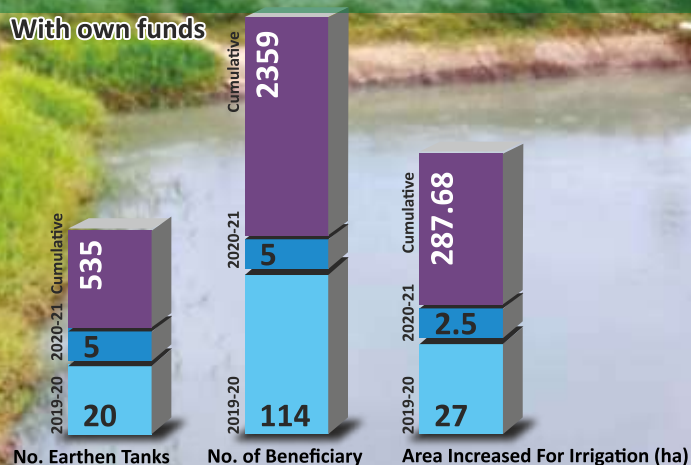 With own funds
Cumulative
535
2020-21
5
2019-20
20
No. Earthen Tanks
Cumulative
2359
2020-21
5
2019-20
114
No. of Beneficiary
Cumulative
287.68
2020-21
2.5
2019-20
27
Area Increased For Irrigation (ha)